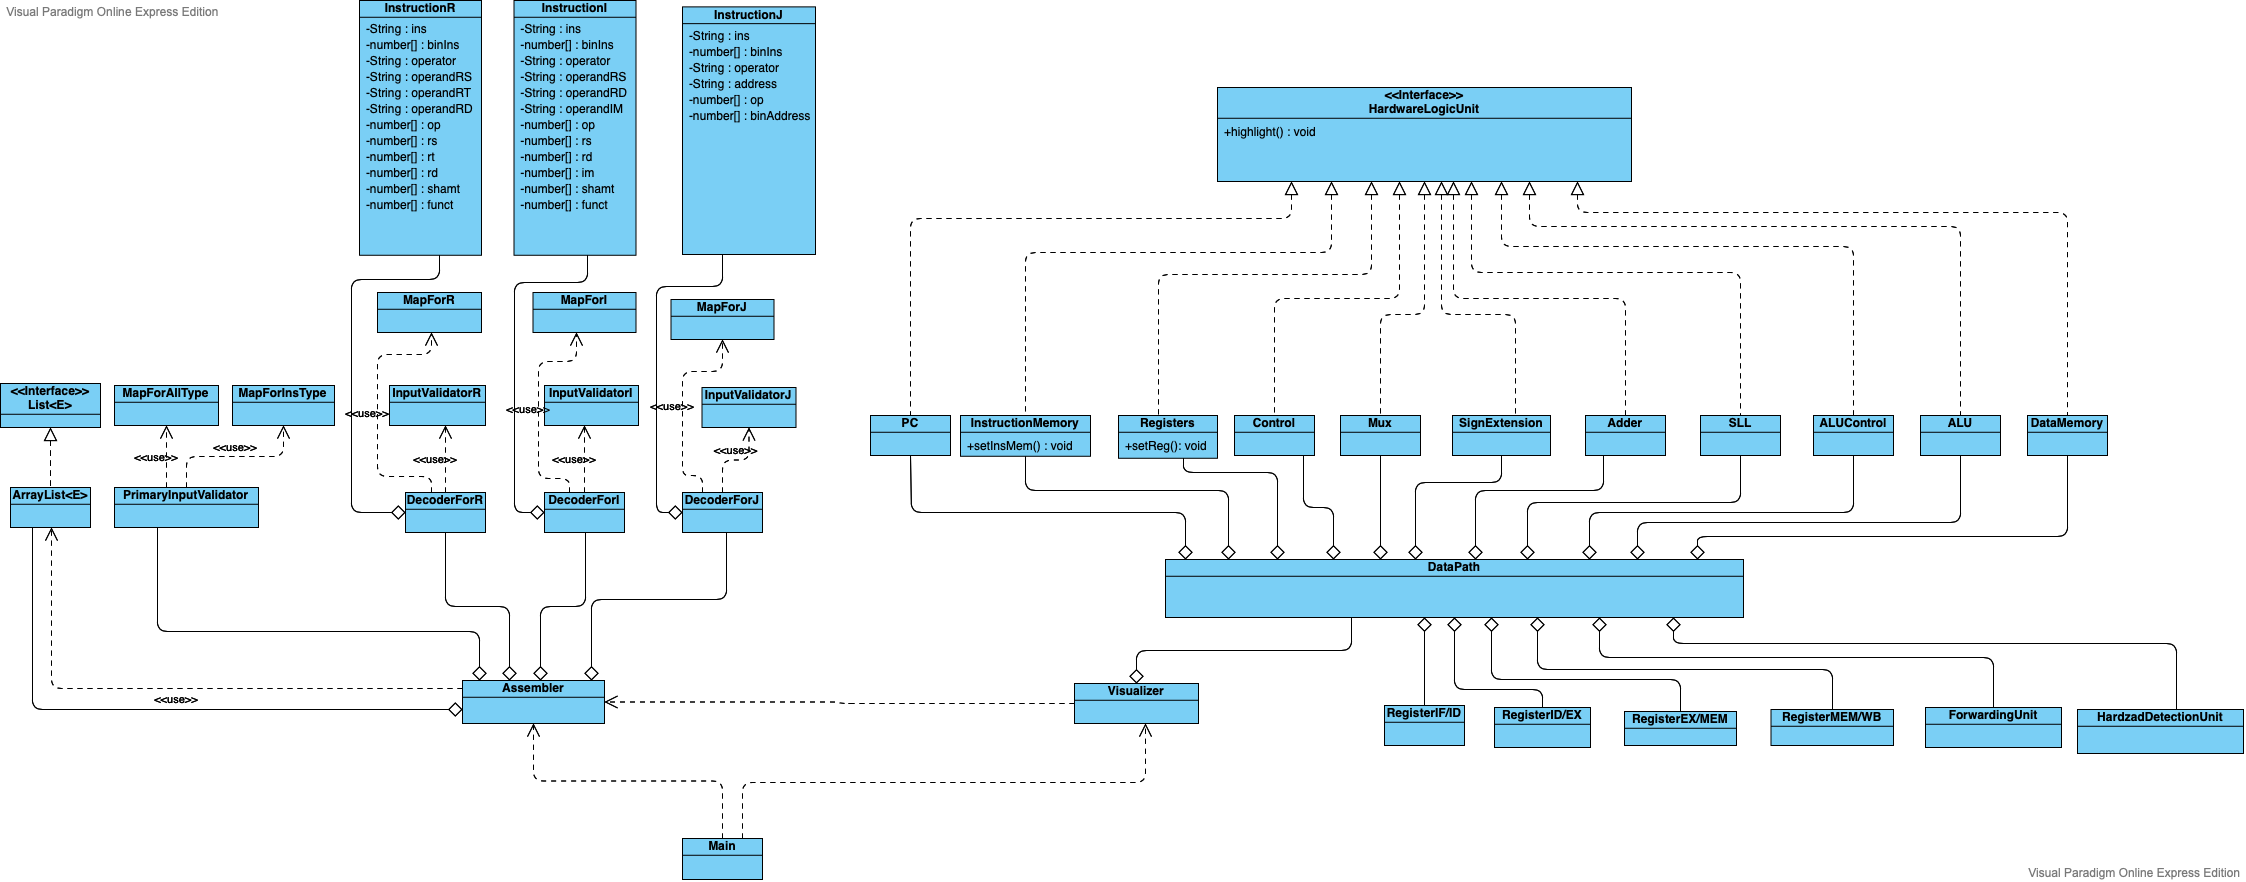 Visual Paradigm Online Express Edition
InstructionR
-String : ins
-number[] : binIns
-String : operator
-String : operandRS
-String : operandRT
-String : operandRD
-number[] : op
-number[] : rs
-number[] : rt
-number[] : rd
-number[] : shamt
-number[] : funct
InstructionI
-String : ins
-number[] : binIns
-String : operator
-String : operandRS
-String : operandRD
-String : operandIM
-number[] : op
-number[] : rs
-number[] : rd
-number[] : im
-number[] : shamt
-number[] : funct
InstructionJ
-String : ins
-number[] : binIns
-String : operator
-String : address
-number[] : op
-number[] : binAddress
<<Interface>>
HardwareLogicUnit
+highlight() : void
MapForR
MapForI
MapForJ
<<Interface>>
List<E>
MapForAllType
MapForInsType
InputValidatorR
InputValidatorI
InputValidatorJ
<<use>>
<<use>>
<<use>>
<<use>>
<<use>>
<<use>>
<<use>>
<<use>>
PC
InstructionMemory
+setInsMem() : void
Registers
+setReg(): void
Control
Mux
SignExtension
Adder
SLL
ALUControl
ALU
DataMemory
ArrayList<E>
PrimaryInputValidator
DecoderForR
DecoderForI
DecoderForJ
DataPath
<<use>>
Assembler
Visualizer
RegisterIF/ID
RegisterID/EX
RegisterEX/MEM
RegisterMEM/WB
ForwardingUnit
HardzadDetectionUnit
Main
Visual Paradigm Online Express Edition